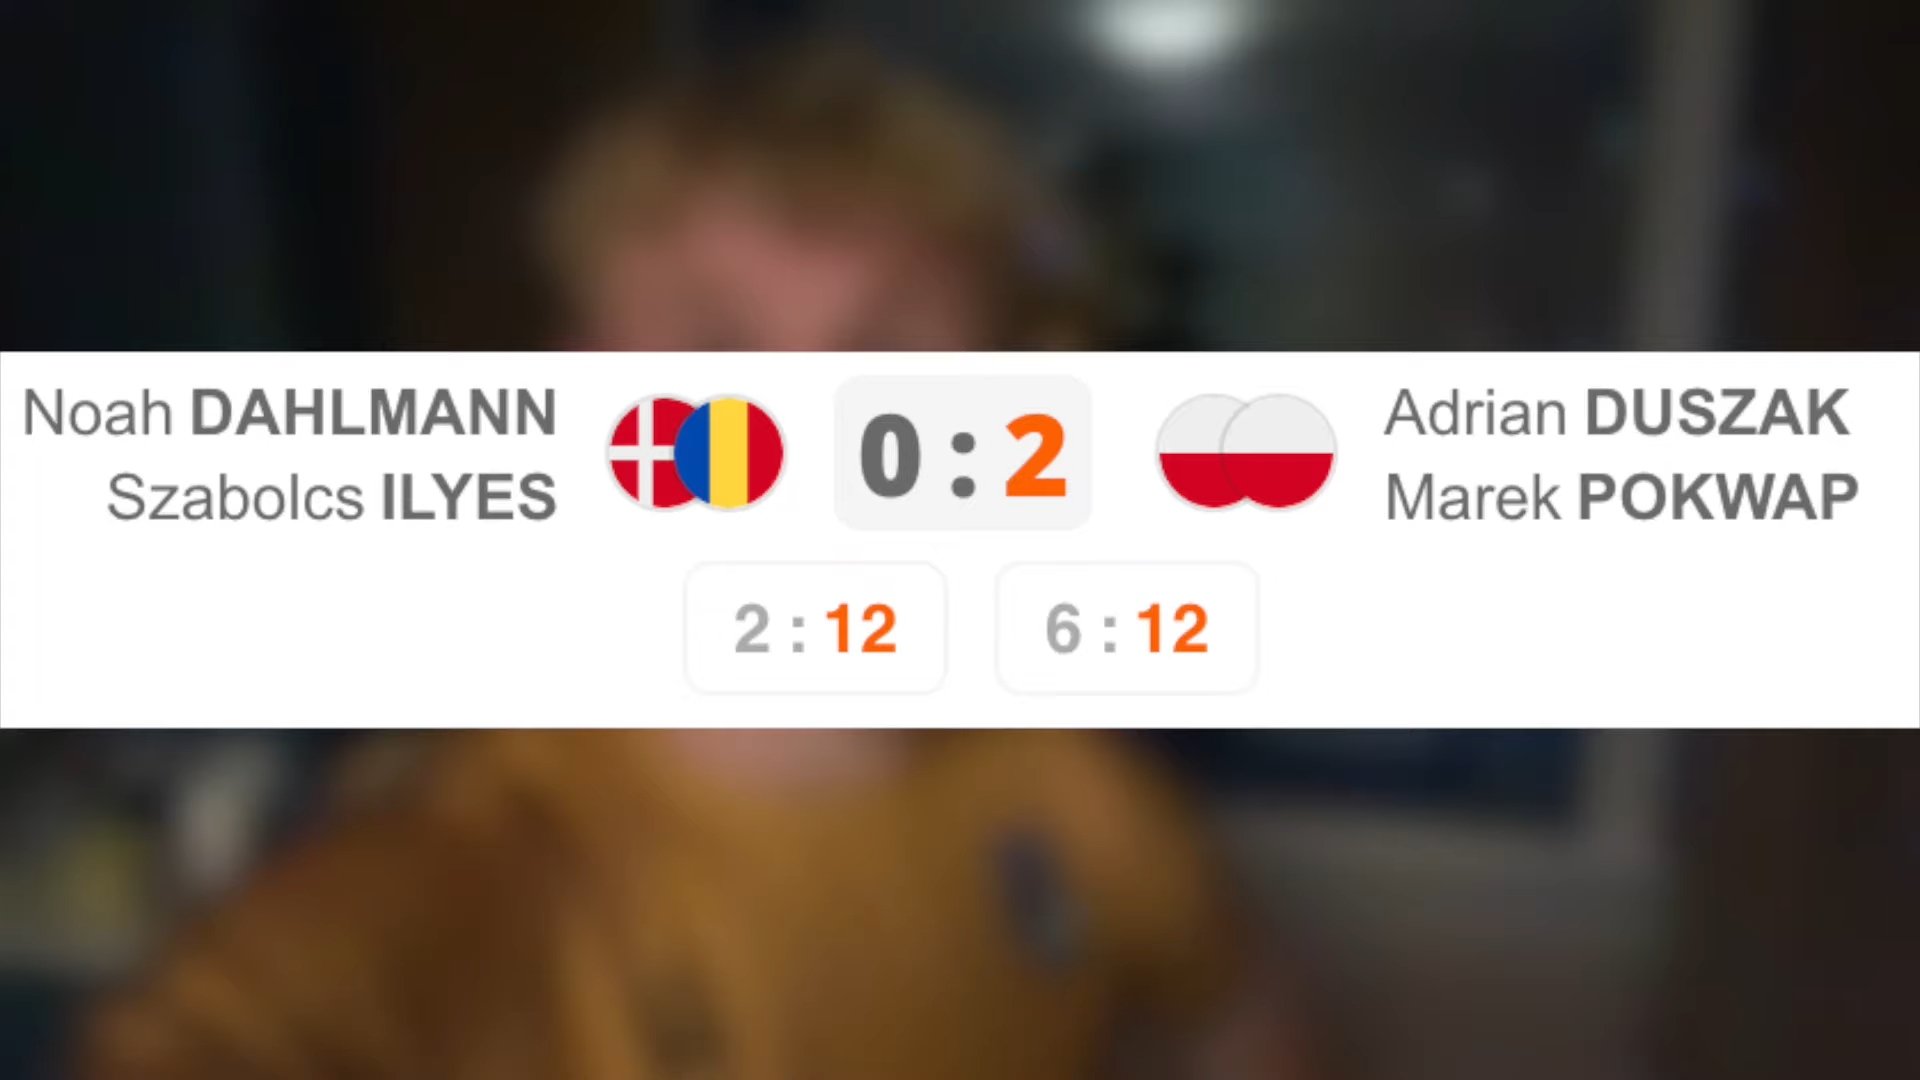 Noah DAHLMANN
Szabolcs ILYES
0 : 2
Adrian DUSZAK
Marek POKWAP
2 : 12
6 : 12